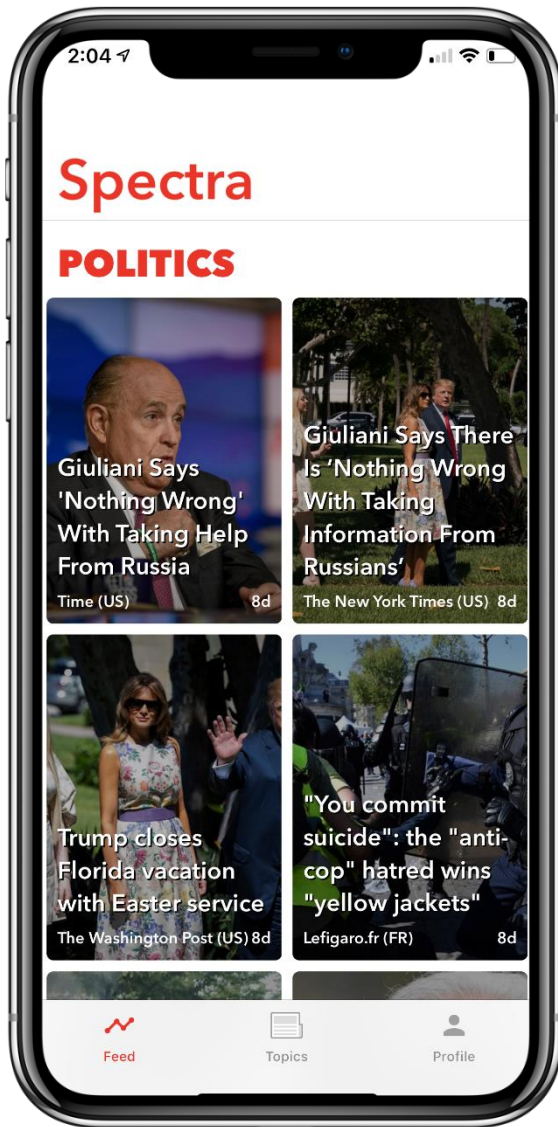 2:04
Spectra
POLITICS
Giuliani Says
'Nothing Wrong'
With Taking Help
From Russia
Time (US) 8d
Giuliani Says There
Is ‘Nothing Wrong
With Taking
Information From
Russians’
The New York Times (US) 8d
Trump closes
Florida vacation
with Easter service
The Washington Post (US) 8d
"You commit
suicide": the "anti-
cop" hatred wins
"yellow jackets"
Lefigaro.fr (FR) 8d
Feed
Topics
Profile